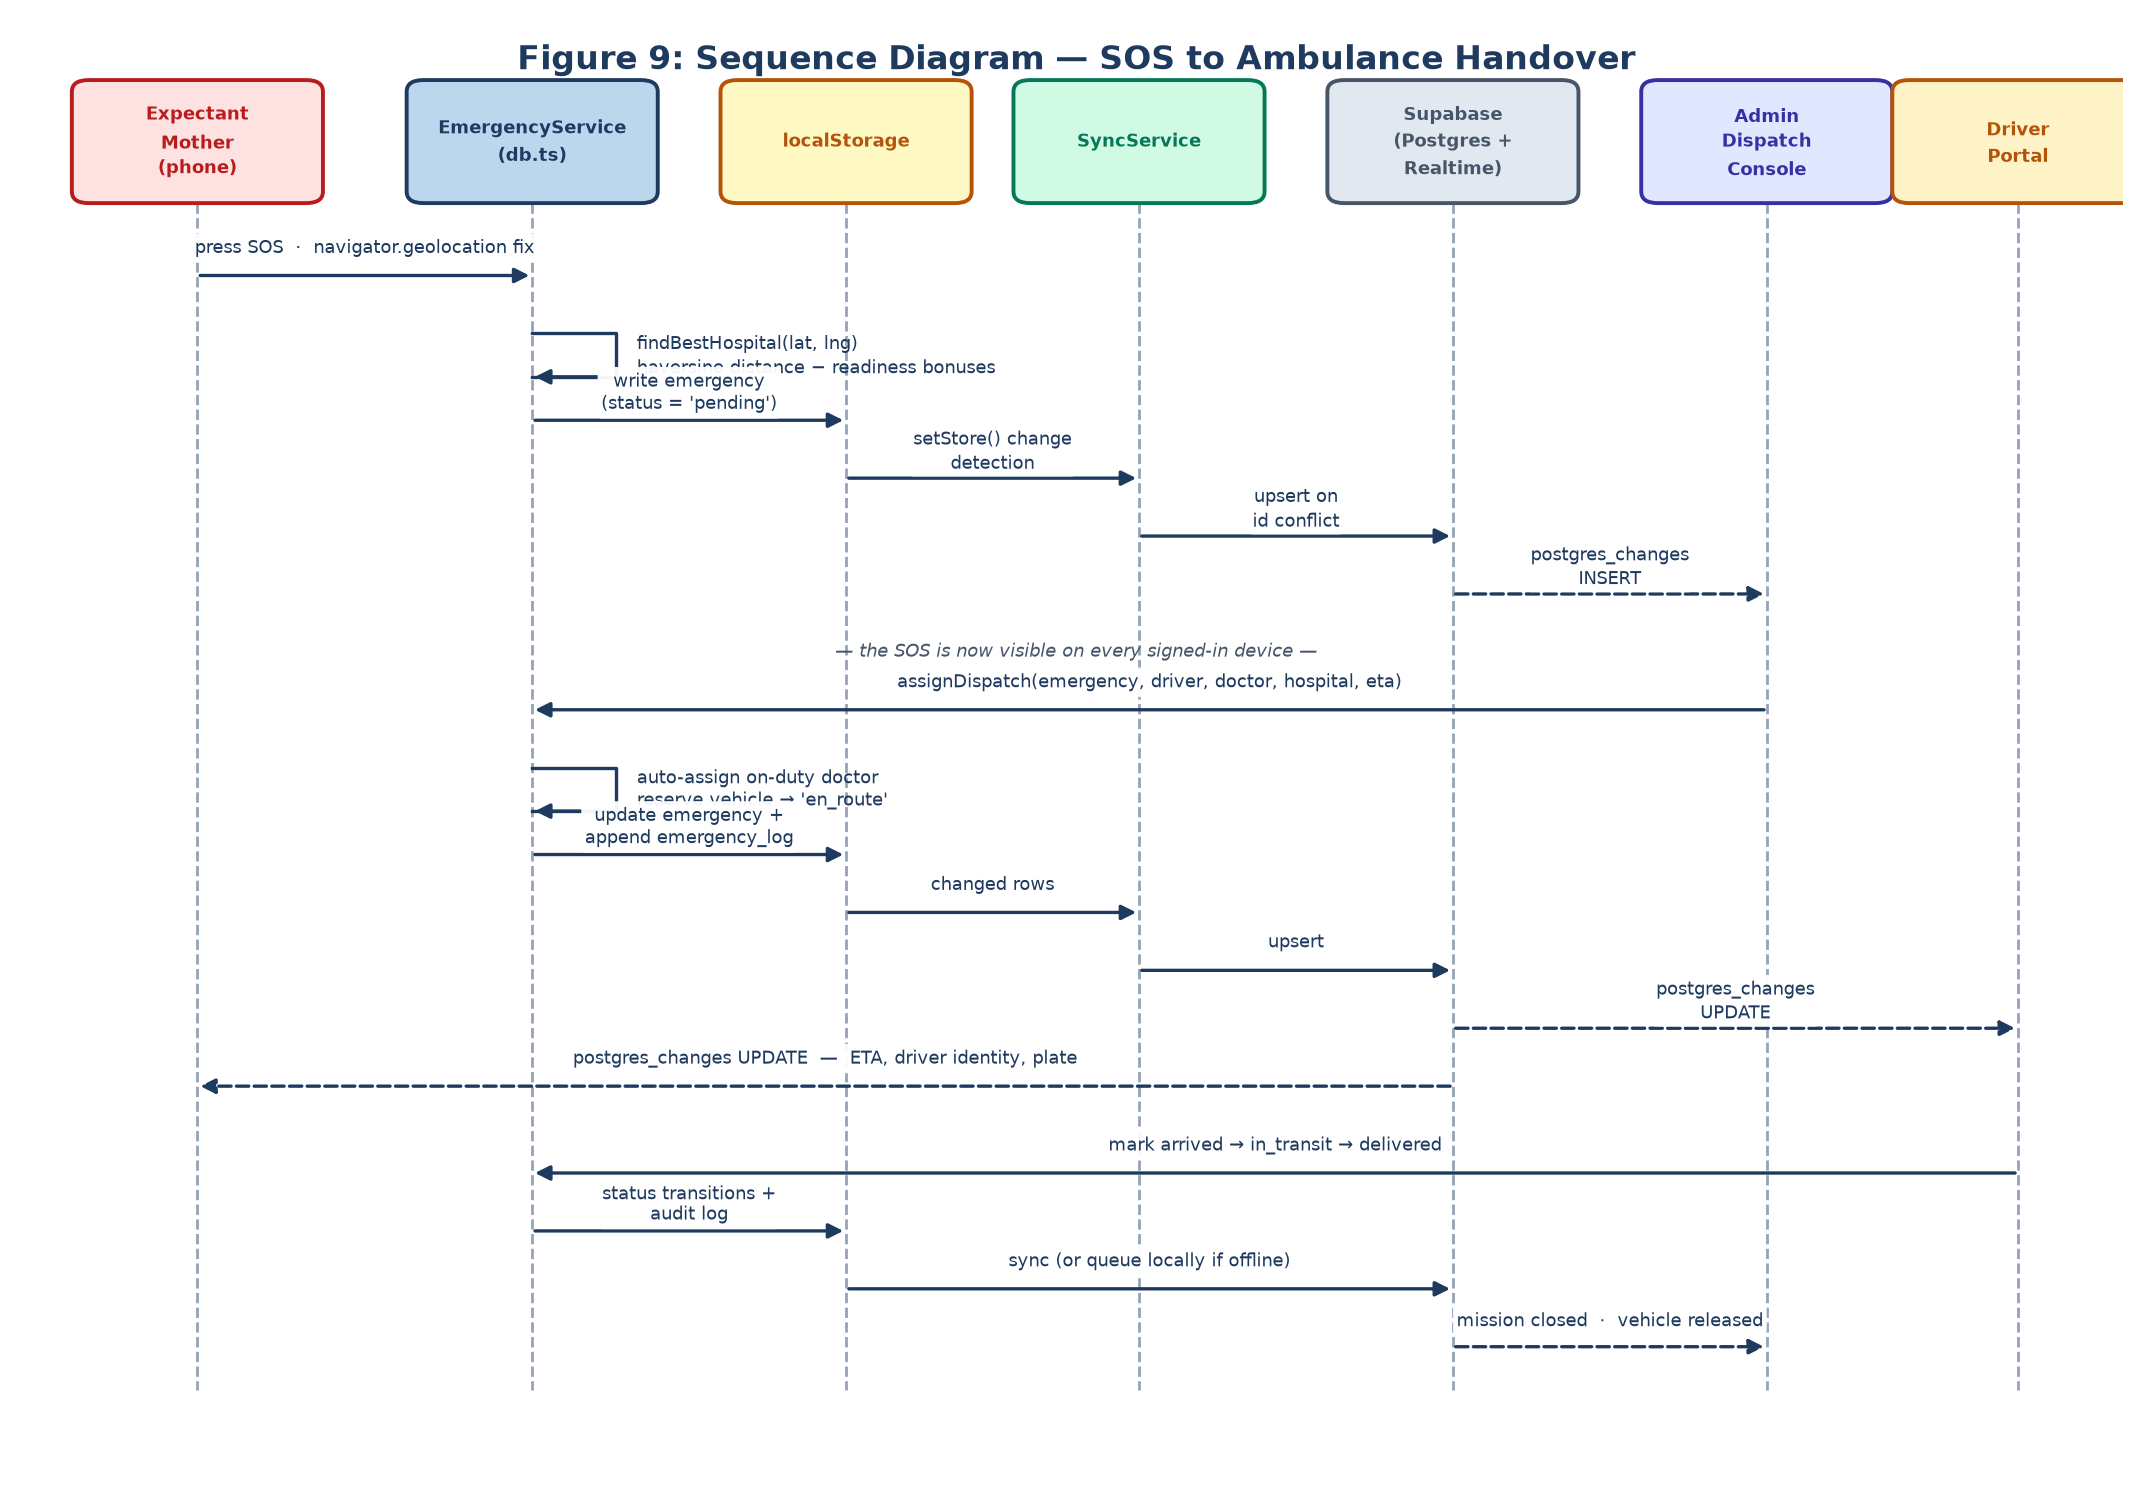 Figure 9: Sequence Diagram — SOS to Ambulance Handover
Expectant
Mother
(phone)
EmergencyService
(db.ts)
localStorage
SyncService
Supabase
(Postgres +
Realtime)
Admin
Dispatch
Console
Driver
Portal
press SOS · navigator.geolocation fix
findBestHospital(lat, lng)
haversine distance − readiness bonuses
write emergency
(status = 'pending')
setStore() change
detection
upsert on
id conflict
postgres_changes
INSERT
— the SOS is now visible on every signed-in device —
assignDispatch(emergency, driver, doctor, hospital, eta)
auto-assign on-duty doctor
reserve vehicle → 'en_route'
update emergency +
append emergency_log
changed rows
upsert
postgres_changes
UPDATE
postgres_changes UPDATE — ETA, driver identity, plate
mark arrived → in_transit → delivered
status transitions +
audit log
sync (or queue locally if offline)
mission closed · vehicle released